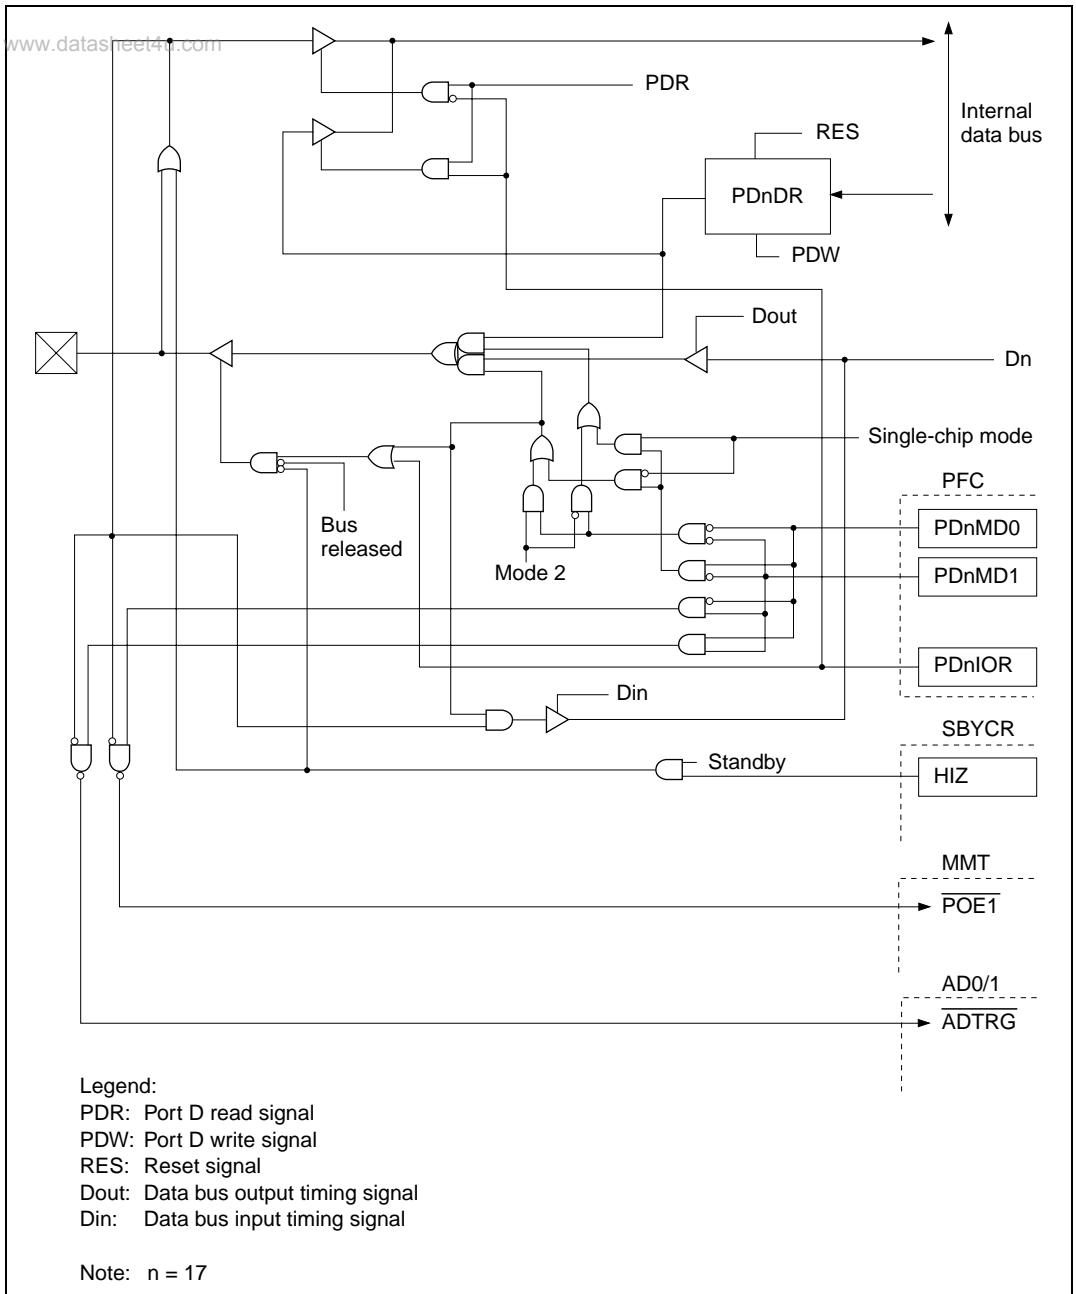 www.datasheet4u.com
PDR
Internal
data bus
RES
PDnDR
PDW
Dout
Dn
Single-chip mode
PFC
Bus
released
Mode 2
PDnMD0
PDnMD1
PDnIOR
Din
SBYCR
Standby
HIZ
MMT
POE1
AD0/1
ADTRG
Legend:
PDR: Port D read signal
PDW: Port D write signal
RES: Reset signal
Dout: Data bus output timing signal
Din: Data bus input timing signal
Note: n = 17